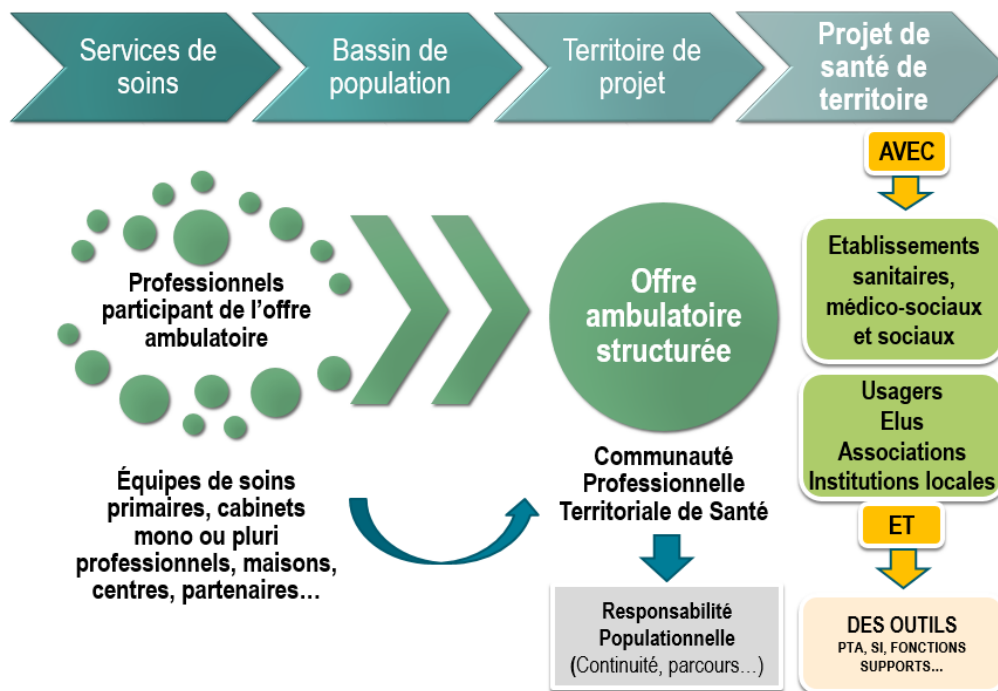 Services de
soins
Bassin de
population
Territoire de
projet
Projet de
santé de
territoire
Professionnels
participant de l’offre
ambulatoire
Équipes de soins
primaires, cabinets
mono ou pluri
professionnels, maisons,
centres, partenaires…
Offre
ambulatoire
structurée
Communauté
Professionnelle
Territoriale de Santé
Responsabilité
Populationnelle
(Continuité, parcours…)
AVEC
Etablissements
sanitaires,
médico-sociaux
et sociaux
Usagers
Elus
Associations
Institutions locales
ET
DES OUTILS
PTA, SI, FONCTIONS
SUPPORTS…